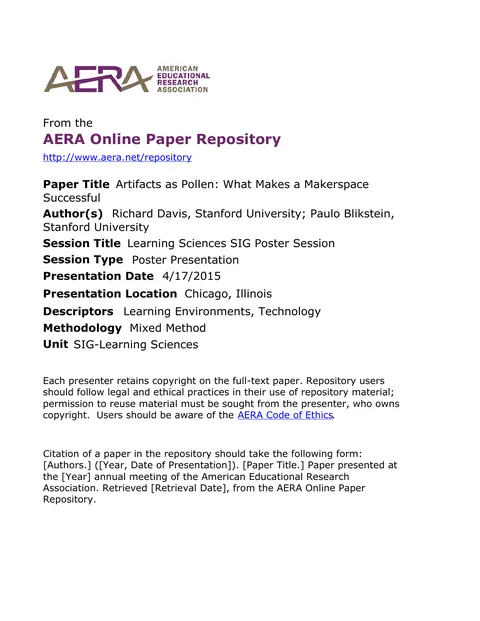 AERA
AMERICAN
EDUCATIONAL
RESEARCH
ASSOCIATION
From the
AERA Online Paper Repository
http://www.aera.net/repository
Paper Title Artifacts as Pollen: What Makes a Makerspace
Successful
Author(s) Richard Davis, Stanford University; Paulo Blikstein,
Stanford University
Session Title Learning Sciences SIG Poster Session
Session Type Poster Presentation
Presentation Date 4/17/2015
Presentation Location Chicago, Illinois
Descriptors Learning Environments, Technology
Methodology Mixed Method
Unit SIG-Learning Sciences
Each presenter retains copyright on the full-text paper. Repository users
should follow legal and ethical practices in their use of repository material;
permission to reuse material must be sought from the presenter, who owns
copyright. Users should be aware of the AERA Code of Ethics.
Citation of a paper in the repository should take the following form:
[Authors.] ([Year, Date of Presentation]). [Paper Title.] Paper presented at
the [Year] annual meeting of the American Educational Research
Association. Retrieved [Retrieval Date], from the AERA Online Paper
Repository.